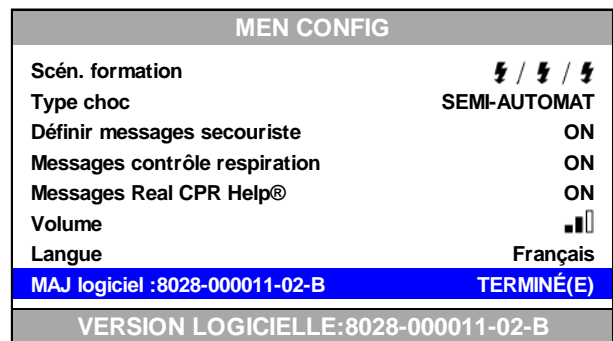 MEN CONFIG
Scén. formation / /
Type choc SEMI-AUTOMAT
Définir messages secouriste ON
Messages contrôle respiration ON
Messages Real CPR Help® ON
Volume
Langue Français
MAJ logiciel :8028-000011-02-B TERMINÉ(E)
VERSION LOGICIELLE:8028-000011-02-B